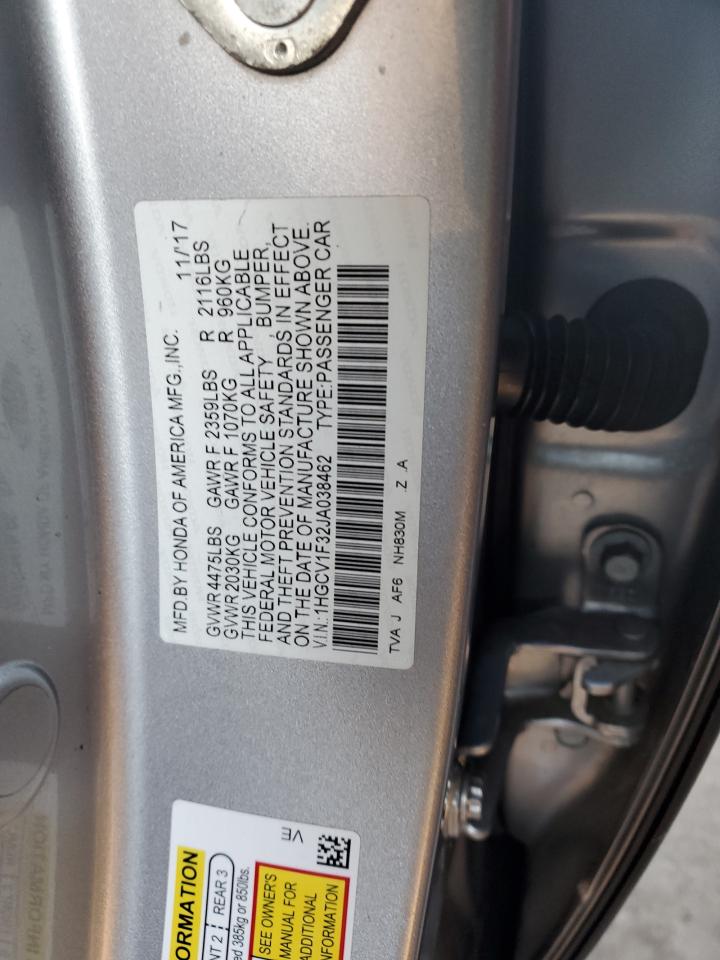 MFD.BY HONDA OF AMERICA MFG.,INC. 11/'17
GVWR 4475LBS GAWR F 2359LBS R 2116LBS
GVWR 2030KG GAWR F 1070KG R 960KG
THIS VEHICLE CONFORMS TO ALL APPLICABLE
FEDERAL MOTOR VEHICLE SAFETY , BUMPER,
AND THEFT PREVENTION STANDARDS IN EFFECT
ON THE DATE OF MANUFACTURE SHOWN ABOVE.
V.I.N.:1HGCV1F32JA038462 TYPE:PASSENGER CAR
TVA J AF6 NH830M .Z .A
ORMATION
NT 2 REAR 3
ed 385kg or 850lbs.
SEE OWNER'S
MANUAL FOR
ADDITIONAL
INFORMATION
VE